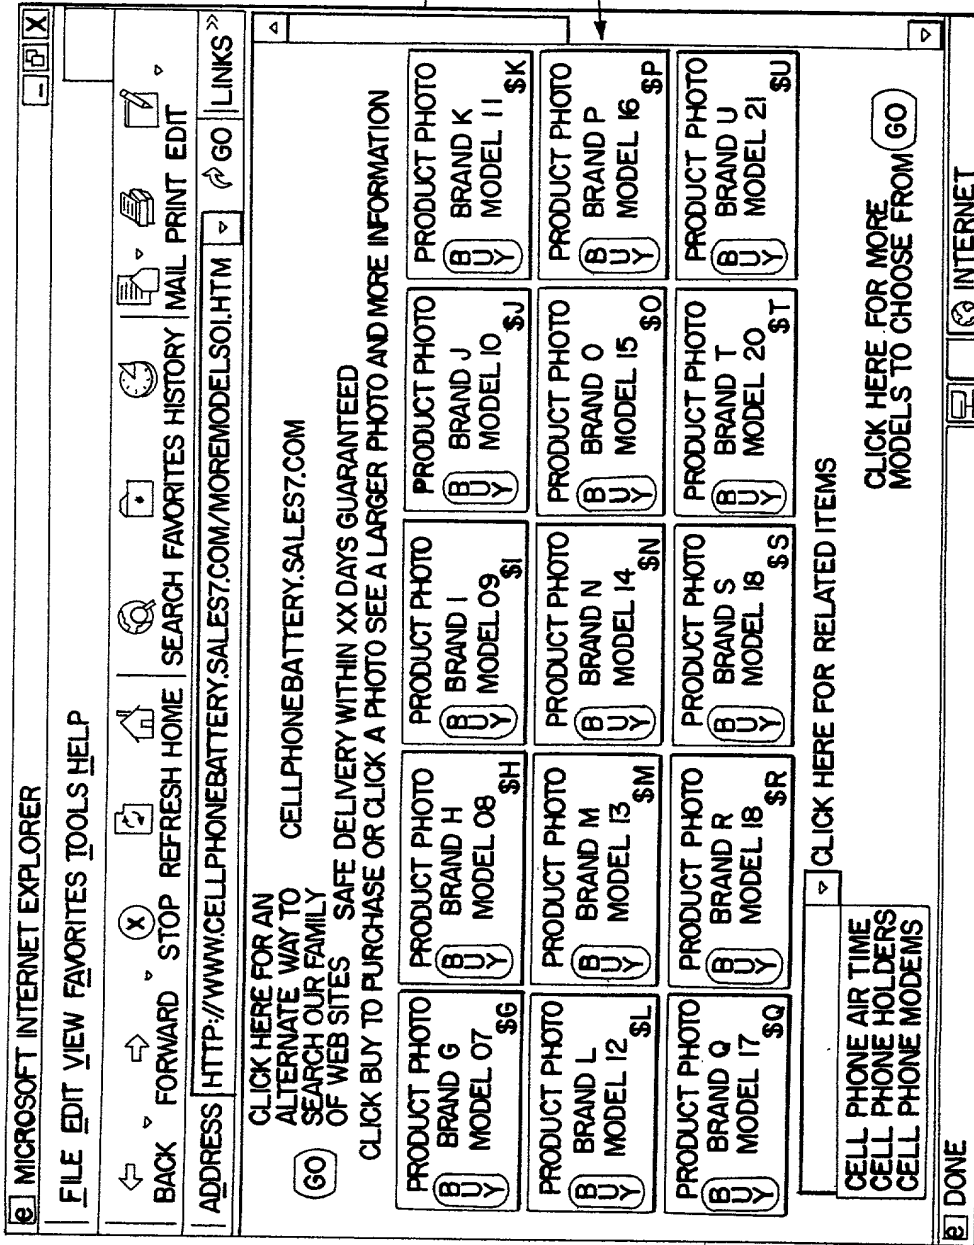 MICROSOFT INTERNET EXPLORER
FILE EDIT VIEW FAVORITES TOOLS HELP
BACK FORWARD STOP REFRESH HOME SEARCH FAVORITES HISTORY MAIL PRINT EDIT
ADDRESS HTTP://WWW.CELLPHONEBATTERY.SALES7.COM/MOREMODELSO1.HTM GO LINKS »
CLICK HERE FOR AN
ALTERNATE WAY TO
SEARCH OUR FAMILY
OF WEB SITES
GO
CELLPHONEBATTERY.SALES7.COM
SAFE DELIVERY WITHIN XX DAYS GUARANTEED
CLICK BUY TO PURCHASE OR CLICK A PHOTO SEE A LARGER PHOTO AND MORE INFORMATION
PRODUCT PHOTO
BUY
BRAND G
MODEL 07
$G
PRODUCT PHOTO
BUY
BRAND H
MODEL 08
$H
PRODUCT PHOTO
BUY
BRAND I
MODEL 09
$I
PRODUCT PHOTO
BUY
BRAND J
MODEL 10
$J
PRODUCT PHOTO
BUY
BRAND K
MODEL 11
$K
PRODUCT PHOTO
BUY
BRAND L
MODEL 12
$L
PRODUCT PHOTO
BUY
BRAND M
MODEL 13
$M
PRODUCT PHOTO
BUY
BRAND N
MODEL 14
$N
PRODUCT PHOTO
BUY
BRAND O
MODEL 15
$O
PRODUCT PHOTO
BUY
BRAND P
MODEL 16
$P
PRODUCT PHOTO
BUY
BRAND Q
MODEL 17
$Q
PRODUCT PHOTO
BUY
BRAND R
MODEL 18
$R
PRODUCT PHOTO
BUY
BRAND S
MODEL 18
$S
PRODUCT PHOTO
BUY
BRAND T
MODEL 20
$T
PRODUCT PHOTO
BUY
BRAND U
MODEL 21
$U
CLICK HERE FOR RELATED ITEMS
CELL PHONE AIR TIME
CELL PHONE HOLDERS
CELL PHONE MODEMS
CLICK HERE FOR MORE
MODELS TO CHOOSE FROM GO
DONE
INTERNET